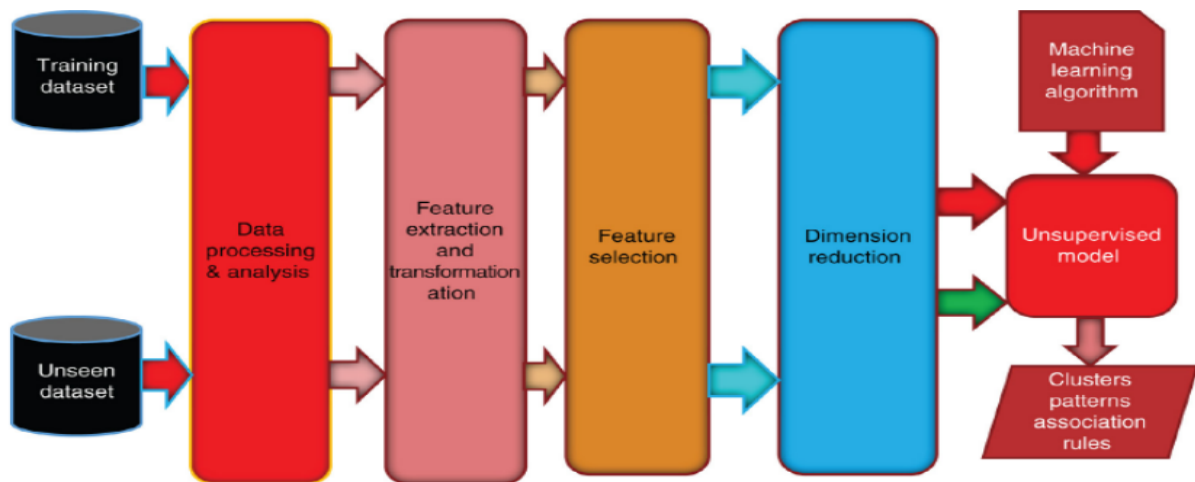 Training
dataset
Unseen
dataset
Data
processing
& analysis
Feature
extraction
and
transformation
ation
Feature
selection
Dimension
reduction
Machine
learning
algorithm
Unsupervised
model
Clusters
patterns
association
rules